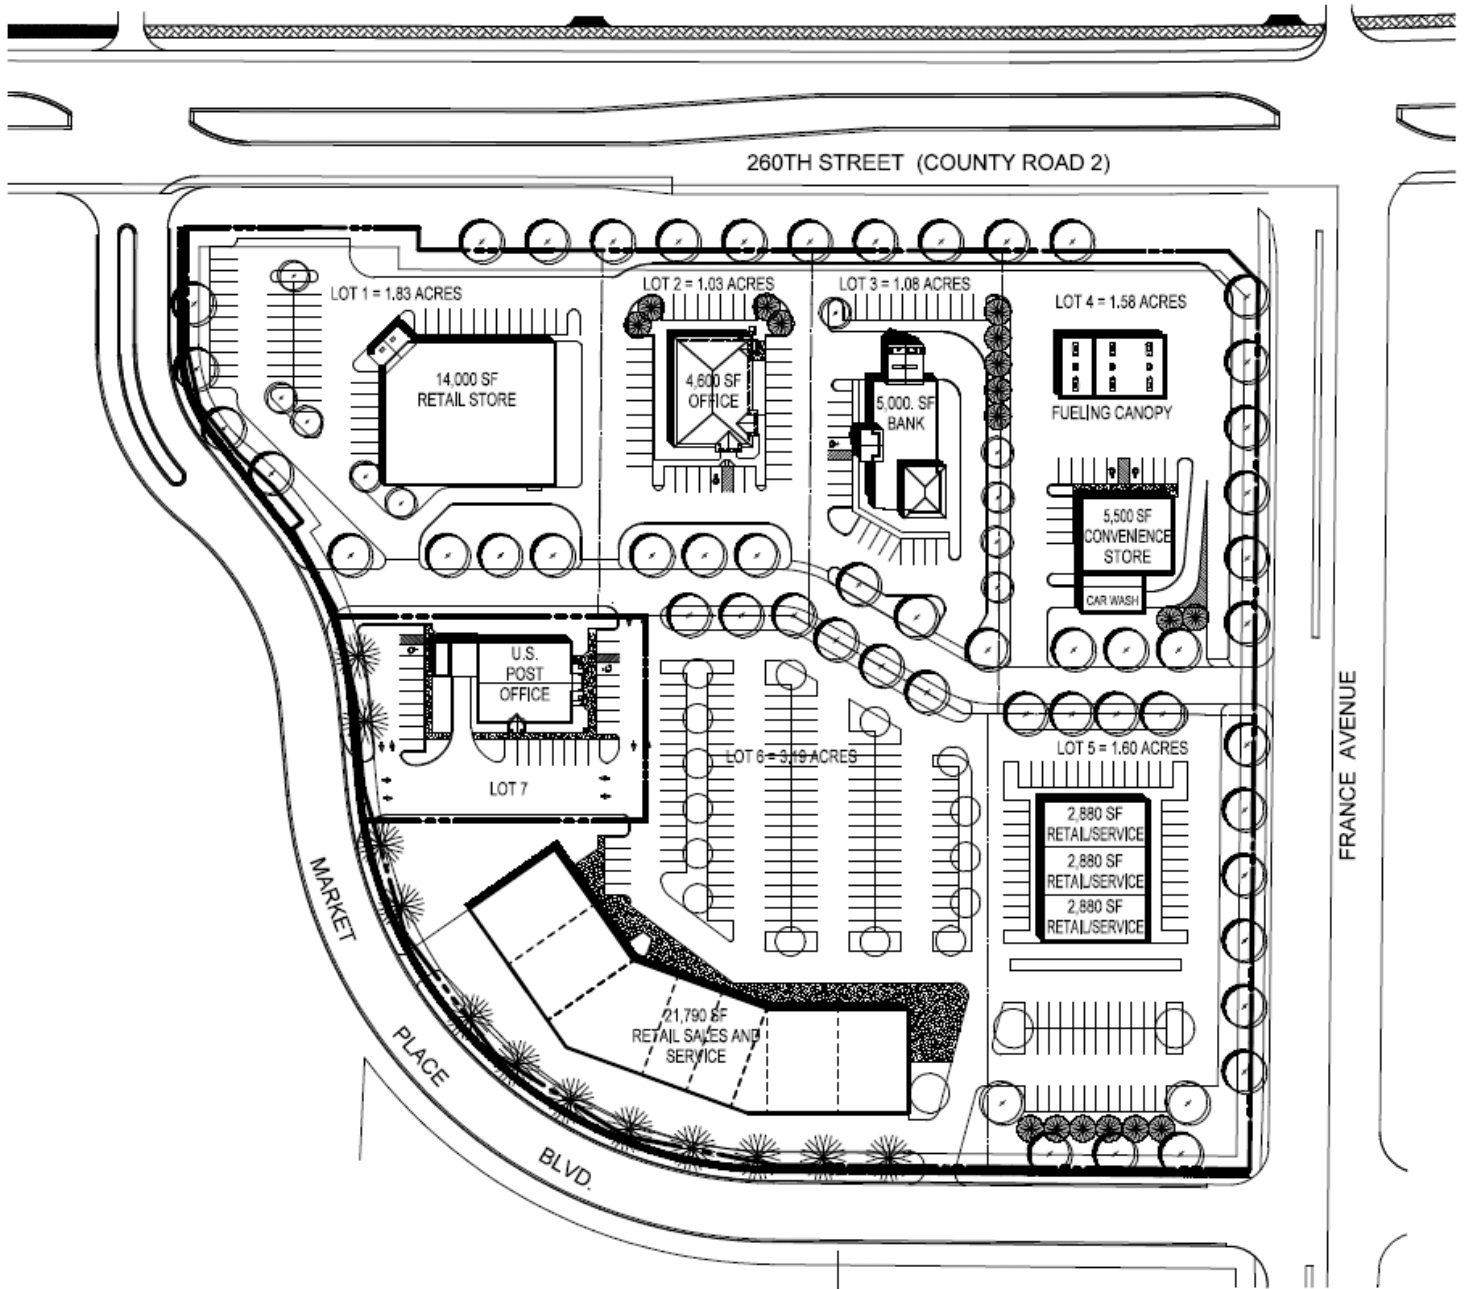 260TH STREET (COUNTY ROAD 2)
LOT 1 = 1.83 ACRES
LOT 2 = 1.03 ACRES
LOT 3 = 1.08 ACRES
LOT 4 = 1.58 ACRES
14,000 SF
RETAIL STORE
4,600 SF
OFFICE
5,000. SF
BANK
FUELING CANOPY
5,500 SF
CONVENIENCE
STORE
CAR WASH
U.S.
POST
OFFICE
LOT 7
LOT 6 = 3.19 ACRES
LOT 5 = 1.60 ACRES
2,880 SF
RETAIL/SERVICE
2,880 SF
RETAIL/SERVICE
2,880 SF
RETAIL/SERVICE
21,790 SF
RETAIL SALES AND
SERVICE
MARKET
PLACE
BLVD.
FRANCE AVENUE